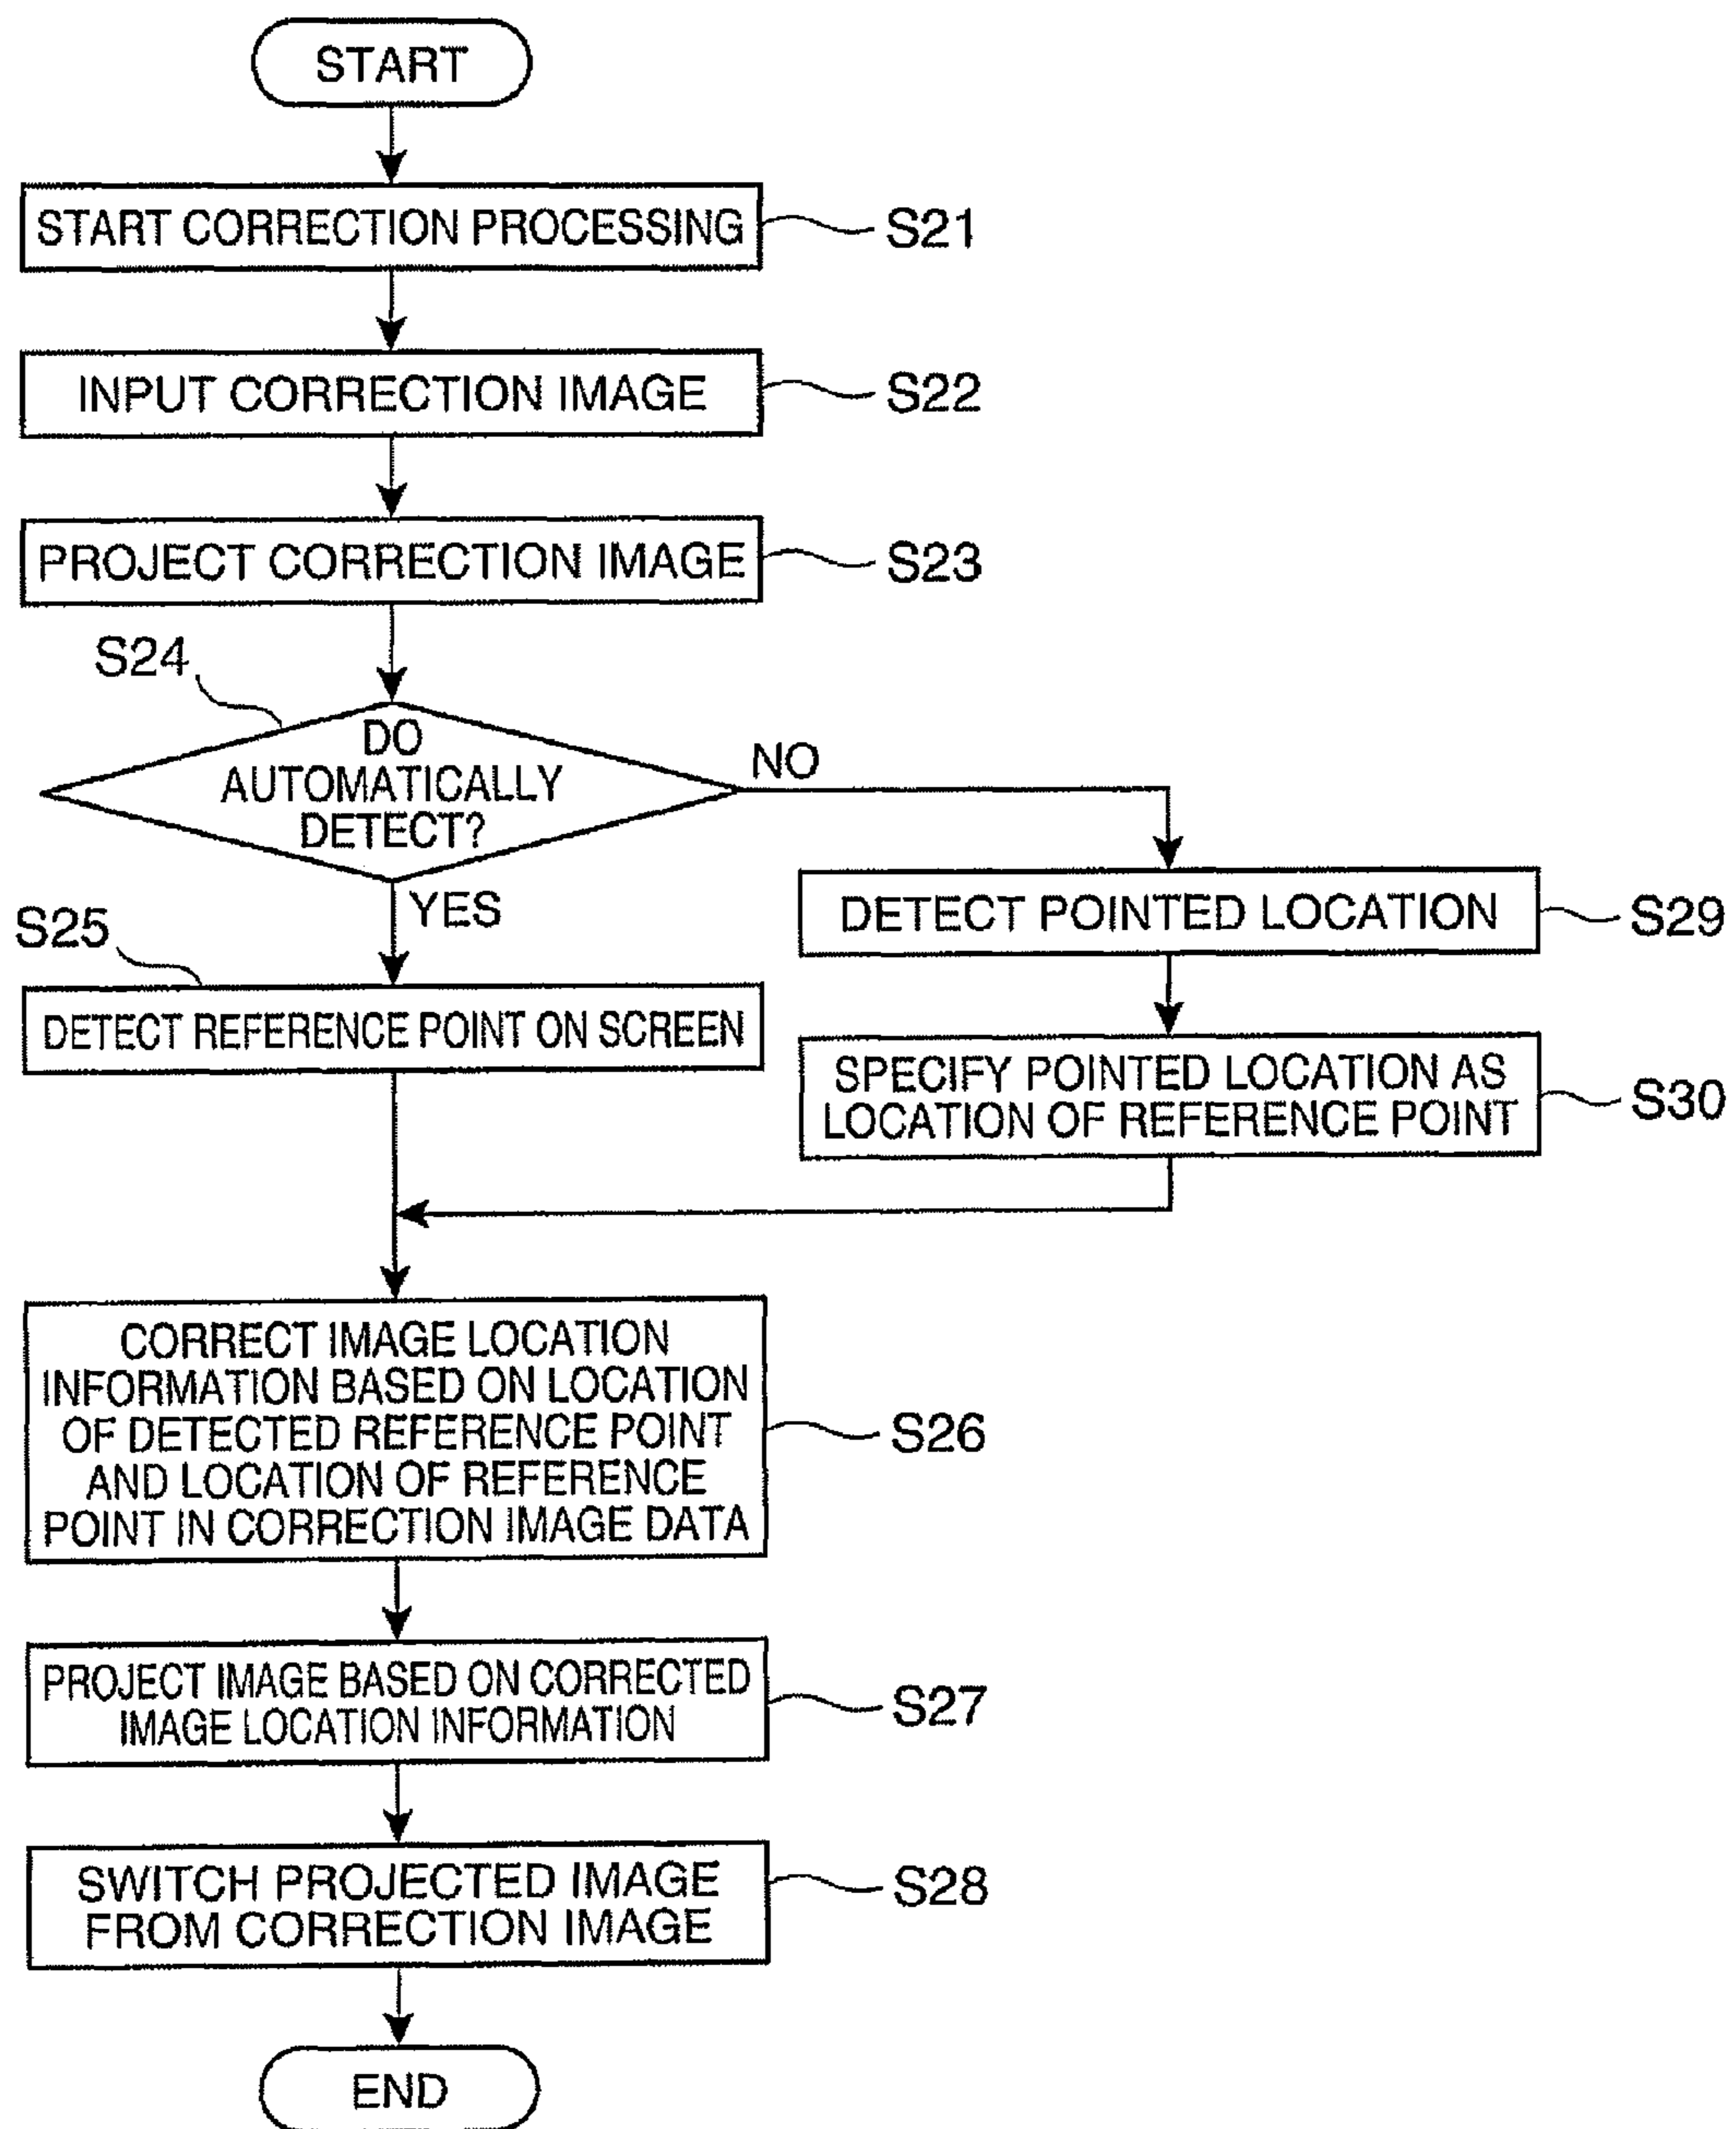 START
START CORRECTION PROCESSING
S21
INPUT CORRECTION IMAGE
S22
PROJECT CORRECTION IMAGE
S23
S24
DO
AUTOMATICALLY
DETECT?
NO
YES
S25
DETECT REFERENCE POINT ON SCREEN
DETECT POINTED LOCATION
S29
SPECIFY POINTED LOCATION AS
LOCATION OF REFERENCE POINT
S30
CORRECT IMAGE LOCATION
INFORMATION BASED ON LOCATION
OF DETECTED REFERENCE POINT
AND LOCATION OF REFERENCE
POINT IN CORRECTION IMAGE DATA
S26
PROJECT IMAGE BASED ON CORRECTED
IMAGE LOCATION INFORMATION
S27
SWITCH PROJECTED IMAGE
FROM CORRECTION IMAGE
S28
END